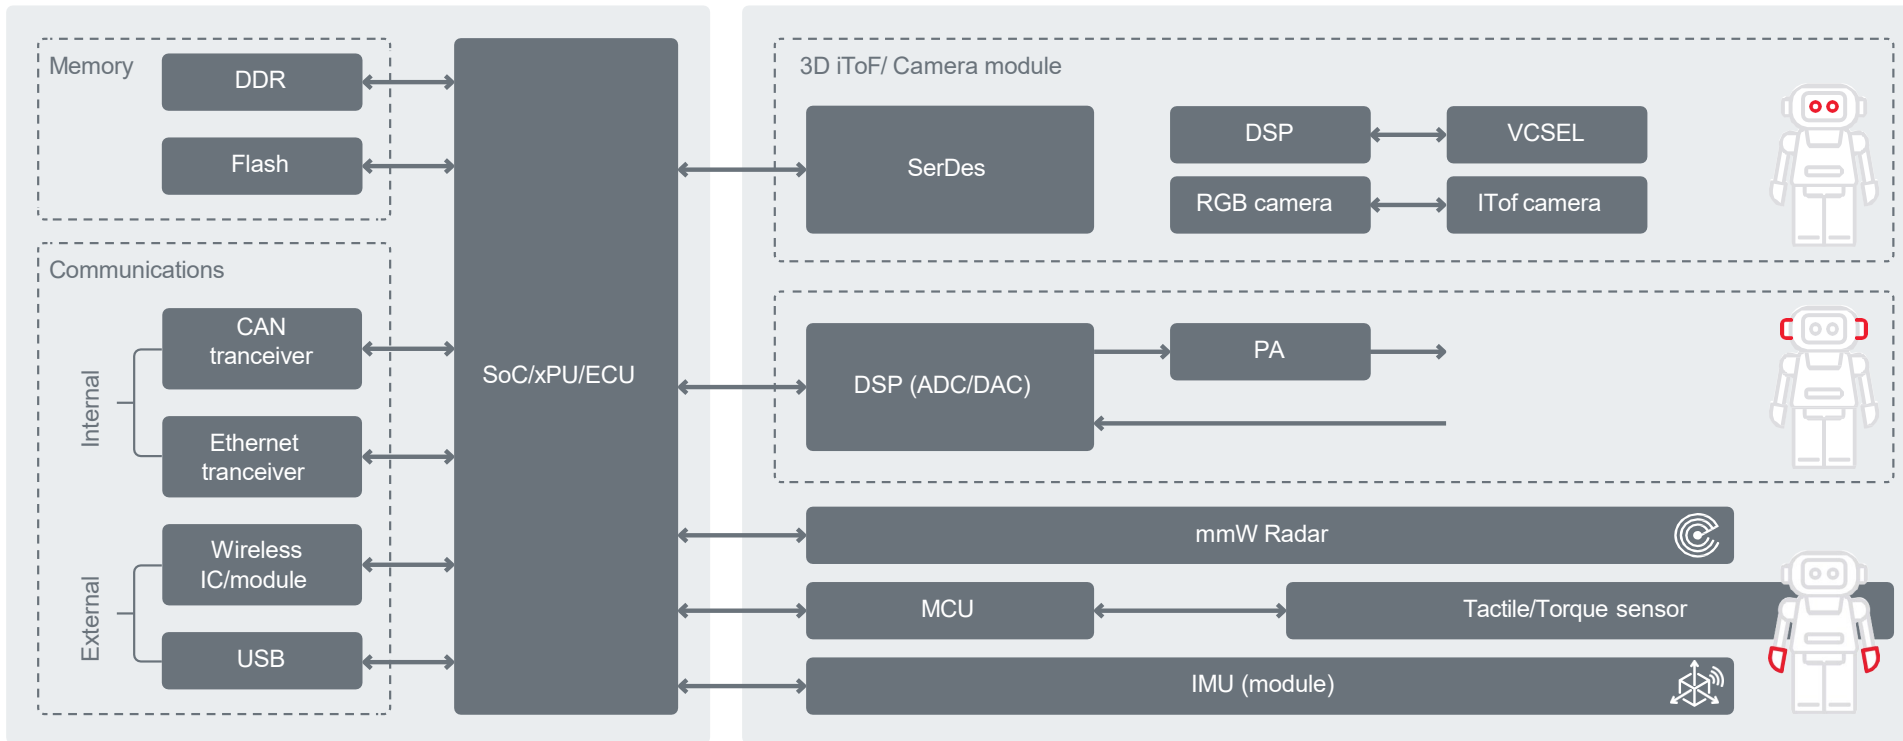 Memory
DDR
Flash
Communications
Internal
CAN
tranceiver
Ethernet
tranceiver
External
Wireless
IC/module
USB
SoC/xPU/ECU
3D iToF/ Camera module
SerDes
DSP
VCSEL
RGB camera
ITof camera
DSP (ADC/DAC)
PA
mmW Radar
MCU
Tactile/Torque sensor
IMU (module)